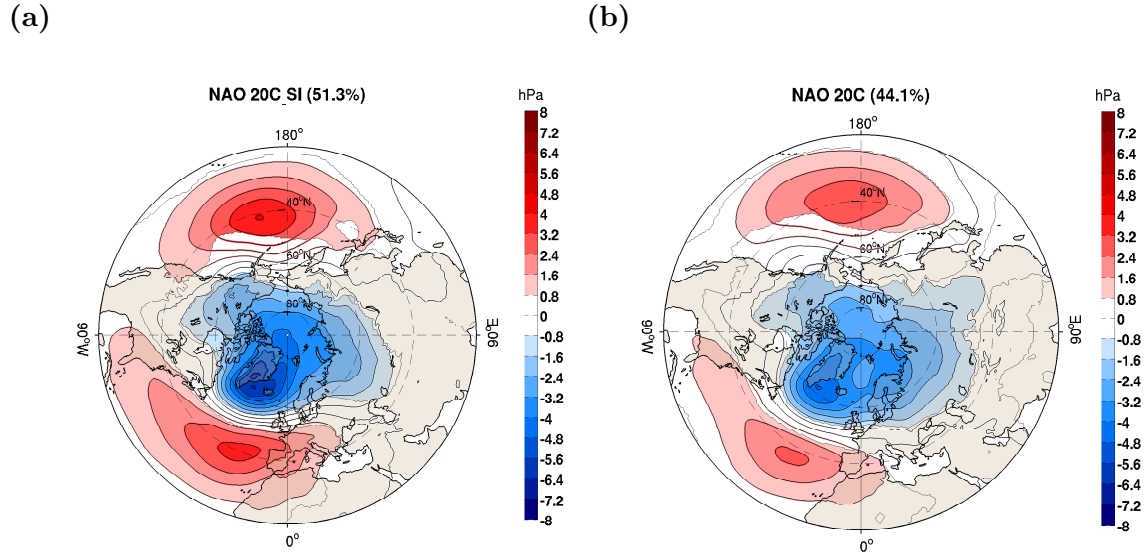 (a)
(b)
NAO 20C_SI (51.3%)
hPa
180°
40°N
60°N
80°N
90°W
90°E
0°
8
7.2
6.4
5.6
4.8
4
3.2
2.4
1.6
0.8
0
-0.8
-1.6
-2.4
-3.2
-4
-4.8
-5.6
-6.4
-7.2
-8
NAO 20C (44.1%)
hPa
180°
40°N
60°N
80°N
90°W
90°E
0°
8
7.2
6.4
5.6
4.8
4
3.2
2.4
1.6
0.8
0
-0.8
-1.6
-2.4
-3.2
-4
-4.8
-5.6
-6.4
-7.2
-8